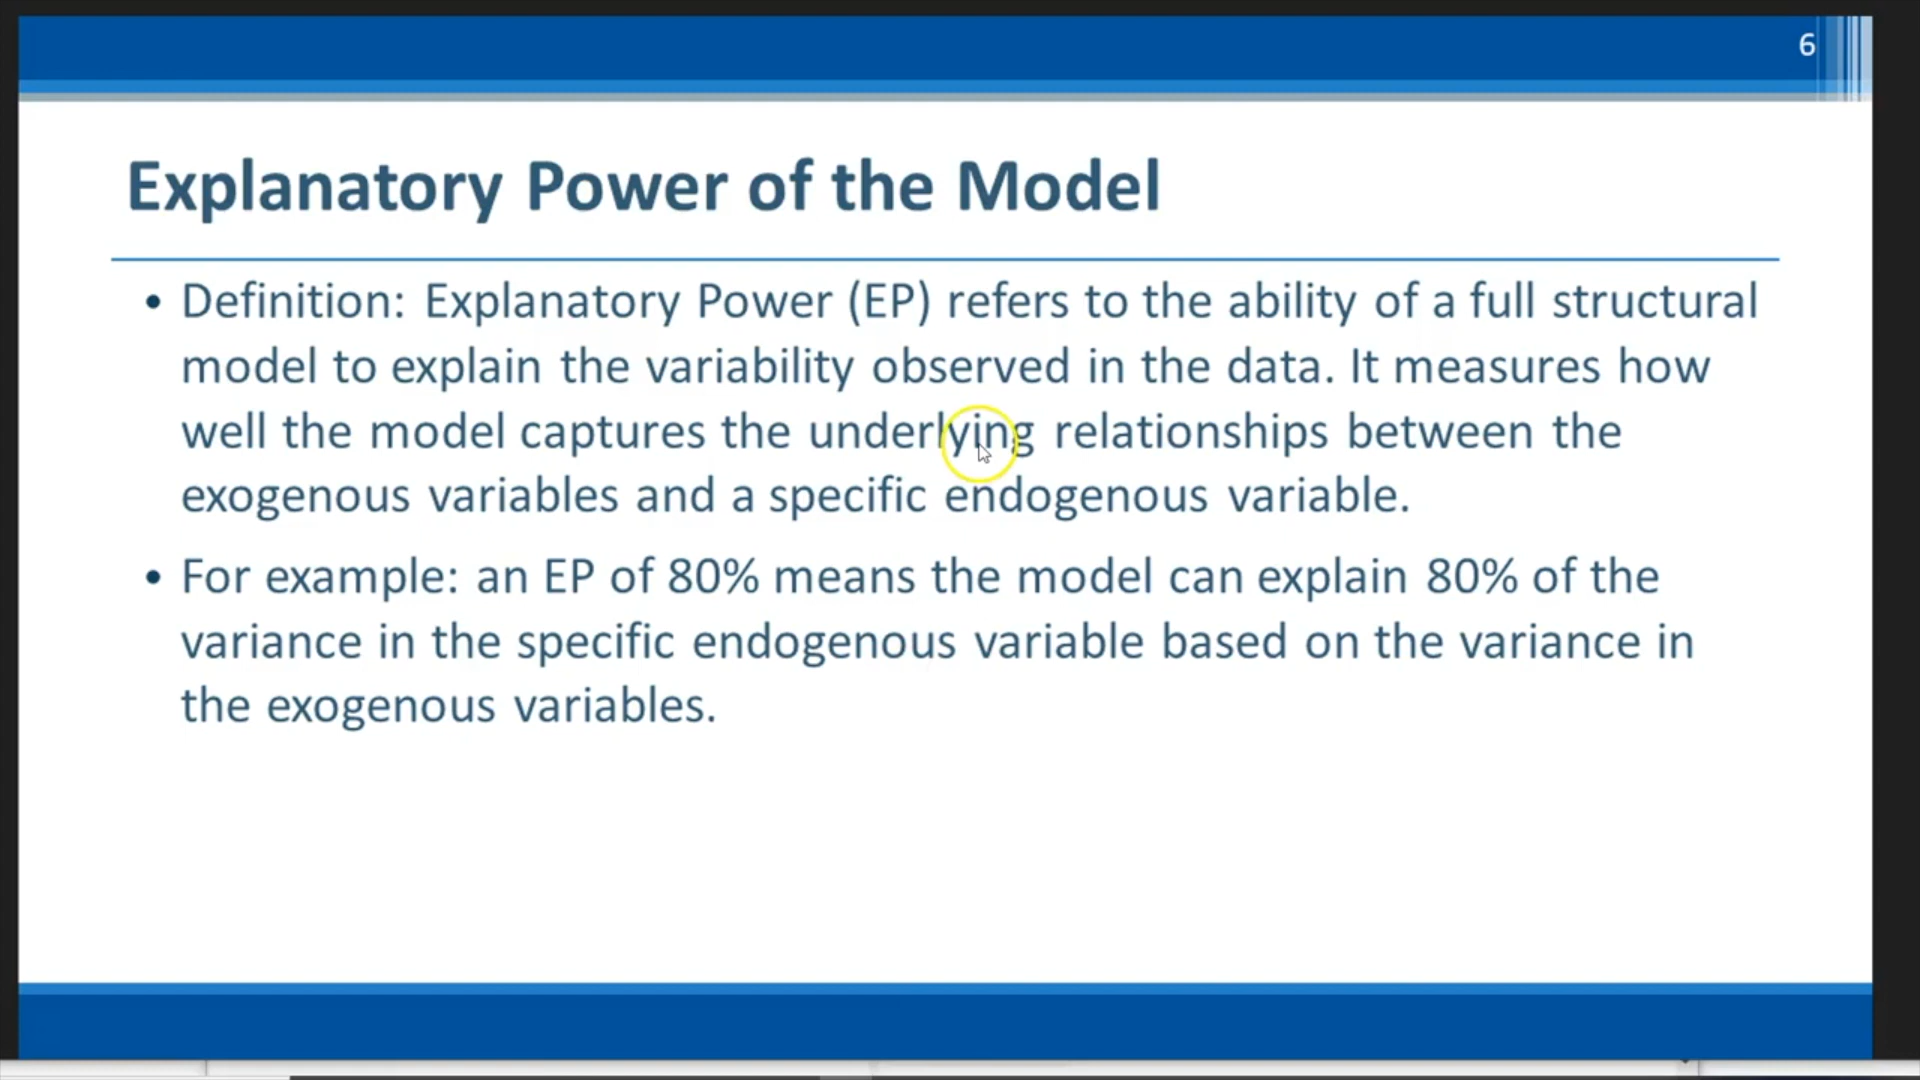 6
Explanatory Power of the Model
• Definition: Explanatory Power (EP) refers to the ability of a full structural
model to explain the variability observed in the data. It measures how
well the model captures the underlying relationships between the
exogenous variables and a specific endogenous variable.
• For example: an EP of 80% means the model can explain 80% of the
variance in the specific endogenous variable based on the variance in
the exogenous variables.